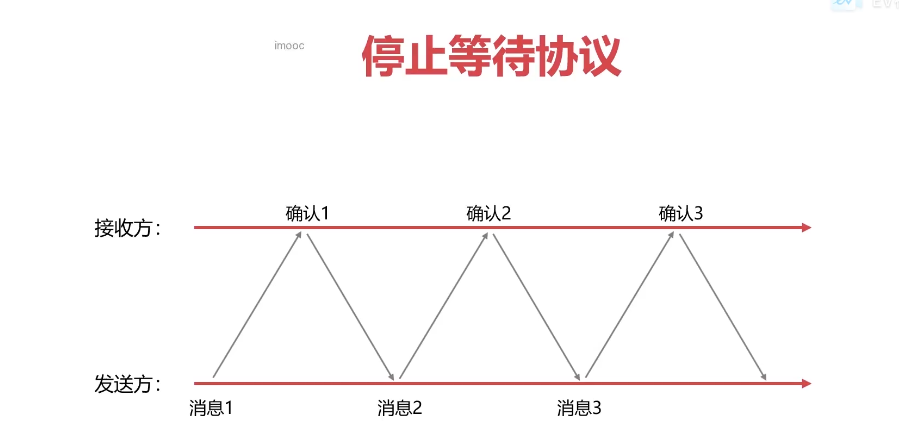 imooc
停止等待协议
确认1 确认2 确认3
接收方：
发送方：
消息1 消息2 消息3